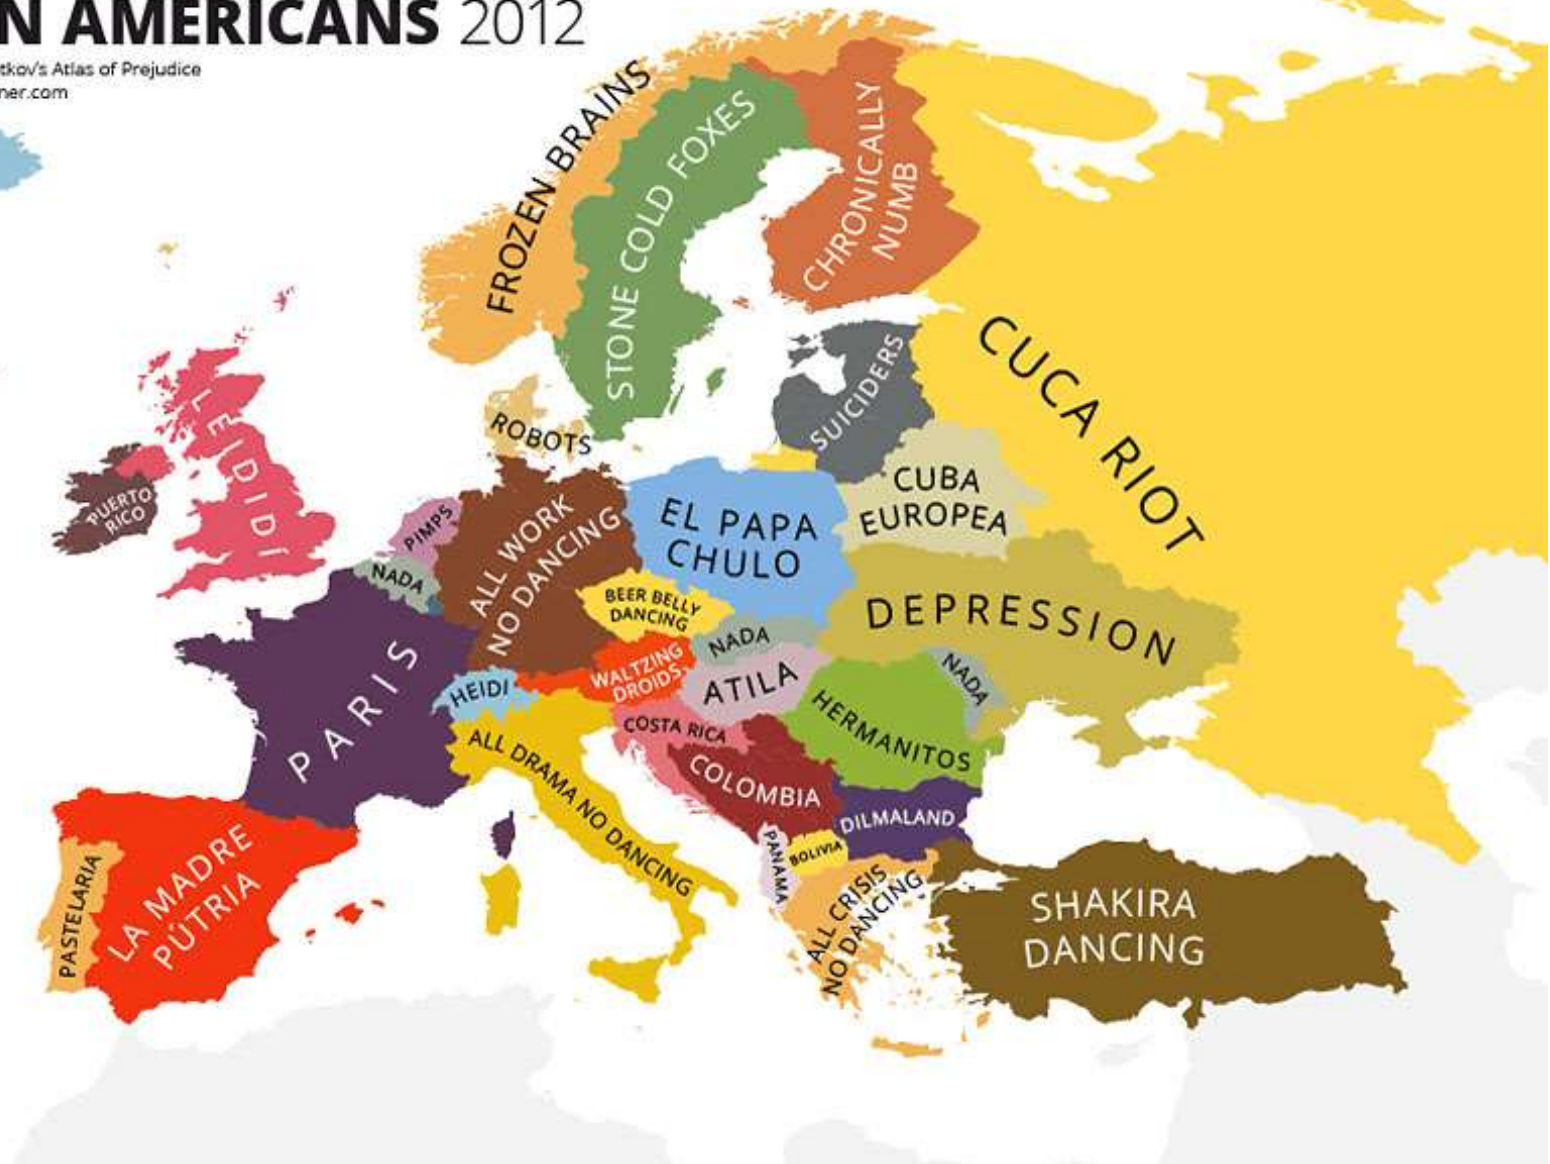 N AMERICANS 2012
tkov's Atlas of Prejudice
ner.com
FROZEN BRAINS
STONE COLD FOXES
CHRONICALLY
NUMB
CUCA RIOT
SUICIDERS
LEIDIDÍ
PUERTO
RICO
ROBOTS
PIMPS
NADA
ALL WORK
NO DANCING
EL PAPA
CHULO
CUBA
EUROPEA
DEPRESSION
BEER BELLY
DANCING
NADA
NADA
WALTZING
DROIDS
ATILA
HEIDI
PARIS
HERMANITOS
COSTA RICA
ALL DRAMA NO DANCING
COLOMBIA
DILMALAND
PANAMA
BOLIVIA
LA MADRE
PÚTRIA
PASTELARIA
ALL CRISIS
NO DANCING
SHAKIRA
DANCING